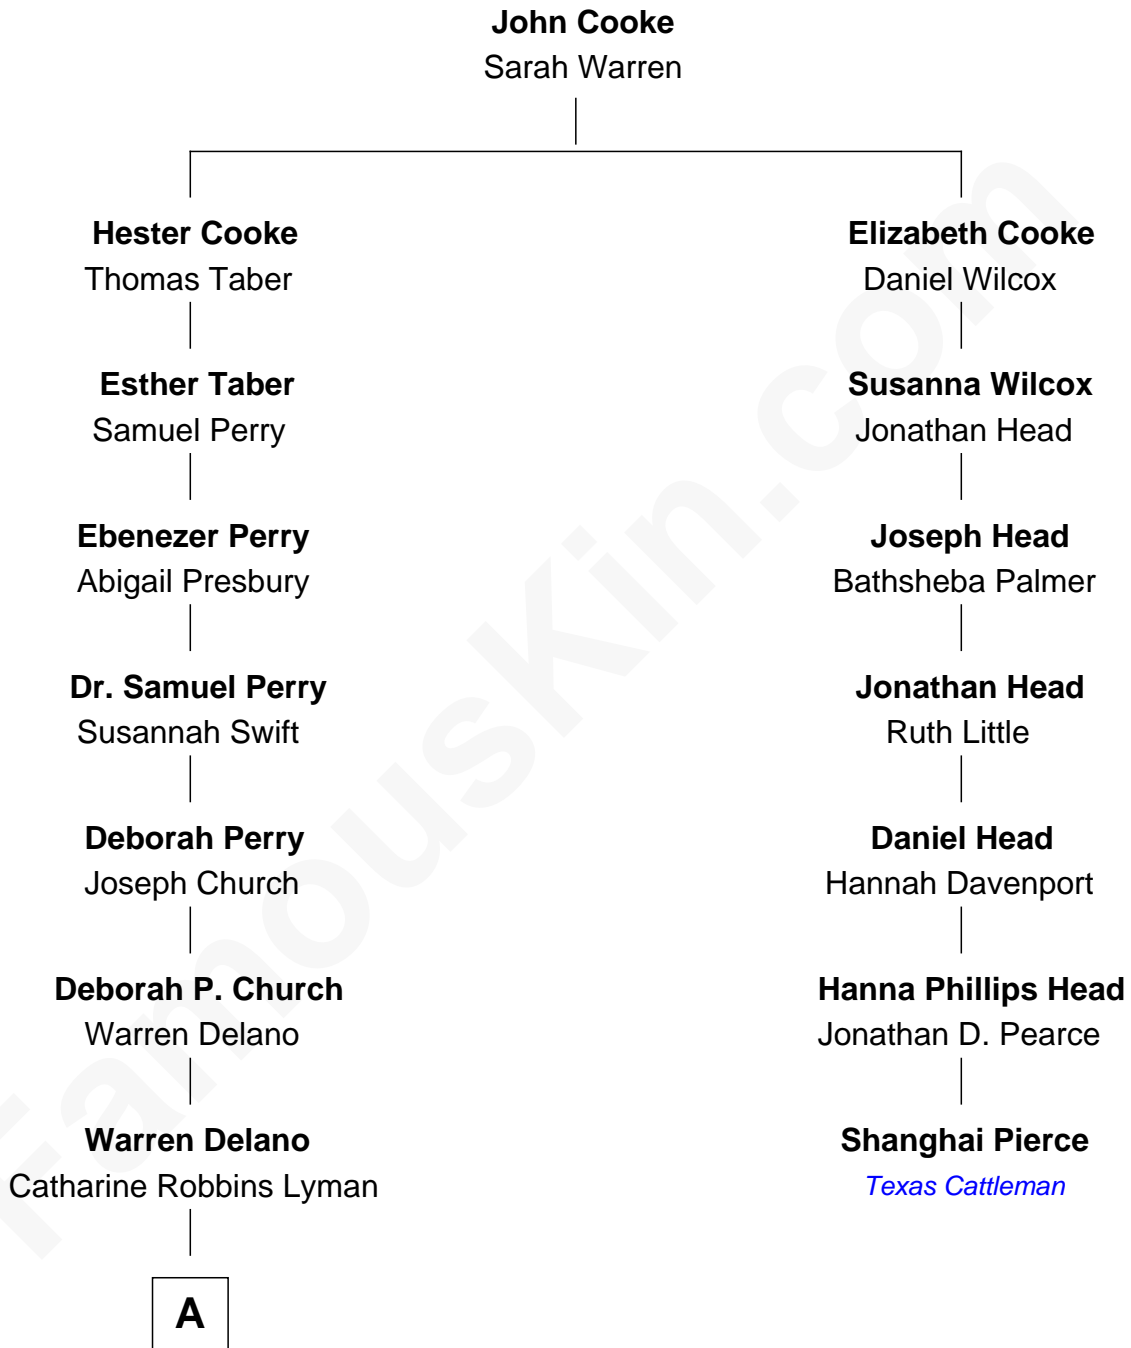 John Cooke
Sarah Warren
Hester Cooke
Thomas Taber
Elizabeth Cooke
Daniel Wilcox
Esther Taber
Samuel Perry
Susanna Wilcox
Jonathan Head
Ebenezer Perry
Abigail Presbury
Joseph Head
Bathsheba Palmer
Dr. Samuel Perry
Susannah Swift
Jonathan Head
Ruth Little
Deborah Perry
Joseph Church
Daniel Head
Hannah Davenport
Deborah P. Church
Warren Delano
Hanna Phillips Head
Jonathan D. Pearce
Warren Delano
Catharine Robbins Lyman
Shanghai Pierce
Texas Cattleman
A
FamousKin.com